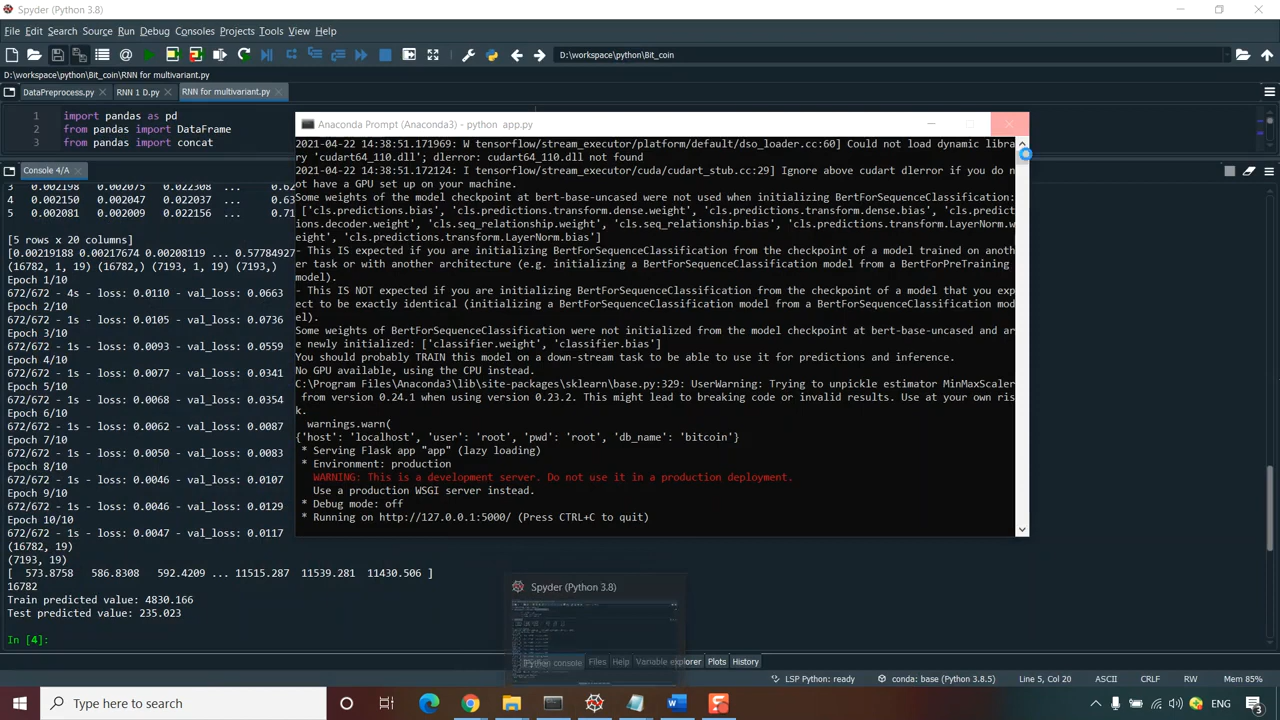 Spyder (Python 3.8)
File Edit Search Source Run Debug Consoles Projects Tools View Help
D:\workspace\python\Bit_coin
D:\workspace\python\Bit_coin\RNN for multivariant.py
DataPreprocess.py RNN 1 D.py RNN for multivariant.py
1 import pandas as pd
2 from pandas import DataFrame
3 from pandas import concat
Console 4/A
3 0.002198 0.002075 0.022308 ... 0.62
4 0.002150 0.002047 0.022037 ... 0.63
5 0.002081 0.002009 0.022156 ... 0.71
[5 rows x 20 columns]
[0.00219188 0.00217674 0.00208119 ... 0.57784927
(16782, 1, 19) (16782,) (7193, 1, 19) (7193,)
Epoch 1/10
672/672 - 4s - loss: 0.0110 - val_loss: 0.0663
Epoch 2/10
672/672 - 1s - loss: 0.0105 - val_loss: 0.0736
Epoch 3/10
672/672 - 1s - loss: 0.0093 - val_loss: 0.0559
Epoch 4/10
672/672 - 1s - loss: 0.0077 - val_loss: 0.0341
Epoch 5/10
672/672 - 1s - loss: 0.0068 - val_loss: 0.0354
Epoch 6/10
672/672 - 1s - loss: 0.0062 - val_loss: 0.0087
Epoch 7/10
672/672 - 1s - loss: 0.0050 - val_loss: 0.0083
Epoch 8/10
672/672 - 1s - loss: 0.0046 - val_loss: 0.0107
Epoch 9/10
672/672 - 1s - loss: 0.0046 - val_loss: 0.0129
Epoch 10/10
672/672 - 1s - loss: 0.0047 - val_loss: 0.0117
(16782, 19)
(7193, 19)
[ 573.8758 586.8308 592.4209 ... 11515.287 11539.281 11430.506 ]
16782
Train predicted value: 4830.166
Test predicted value: 235.023
In [4]:
Anaconda Prompt (Anaconda3) - python app.py
2021-04-22 14:38:51.171969: W tensorflow/stream_executor/platform/default/dso_loader.cc:60] Could not load dynamic libra
ry 'cudart64_110.dll'; dlerror: cudart64_110.dll not found
2021-04-22 14:38:51.172124: I tensorflow/stream_executor/cuda/cudart_stub.cc:29] Ignore above cudart dlerror if you do n
ot have a GPU set up on your machine.
Some weights of the model checkpoint at bert-base-uncased were not used when initializing BertForSequenceClassification:
['cls.predictions.bias', 'cls.predictions.transform.dense.weight', 'cls.predictions.transform.dense.bias', 'cls.predict
ions.decoder.weight', 'cls.seq_relationship.weight', 'cls.seq_relationship.bias', 'cls.predictions.transform.LayerNorm.w
eight', 'cls.predictions.transform.LayerNorm.bias']
- This IS expected if you are initializing BertForSequenceClassification from the checkpoint of a model trained on anoth
er task or with another architecture (e.g. initializing a BertForSequenceClassification model from a BertForPreTraining
model).
- This IS NOT expected if you are initializing BertForSequenceClassification from the checkpoint of a model that you exp
ect to be exactly identical (initializing a BertForSequenceClassification model from a BertForSequenceClassification mod
el).
Some weights of BertForSequenceClassification were not initialized from the model checkpoint at bert-base-uncased and ar
e newly initialized: ['classifier.weight', 'classifier.bias']
You should probably TRAIN this model on a down-stream task to be able to use it for predictions and inference.
No GPU available, using the CPU instead.
C:\Program Files\Anaconda3\lib\site-packages\sklearn\base.py:329: UserWarning: Trying to unpickle estimator MinMaxScaler
from version 0.24.1 when using version 0.23.2. This might lead to breaking code or invalid results. Use at your own ris
k.
warnings.warn(
{'host': 'localhost', 'user': 'root', 'pwd': 'root', 'db_name': 'bitcoin'}
* Serving Flask app "app" (lazy loading)
* Environment: production
WARNING: This is a development server. Do not use it in a production deployment.
Use a production WSGI server instead.
* Debug mode: off
* Running on http://127.0.0.1:5000/ (Press CTRL+C to quit)
Spyder (Python 3.8)
IPython console Files Help Variable explorer Plots History
LSP Python: ready conda: base (Python 3.8.5) Line 5, Col 20 ASCII CRLF RW Mem 85%
Type here to search
ENG
3